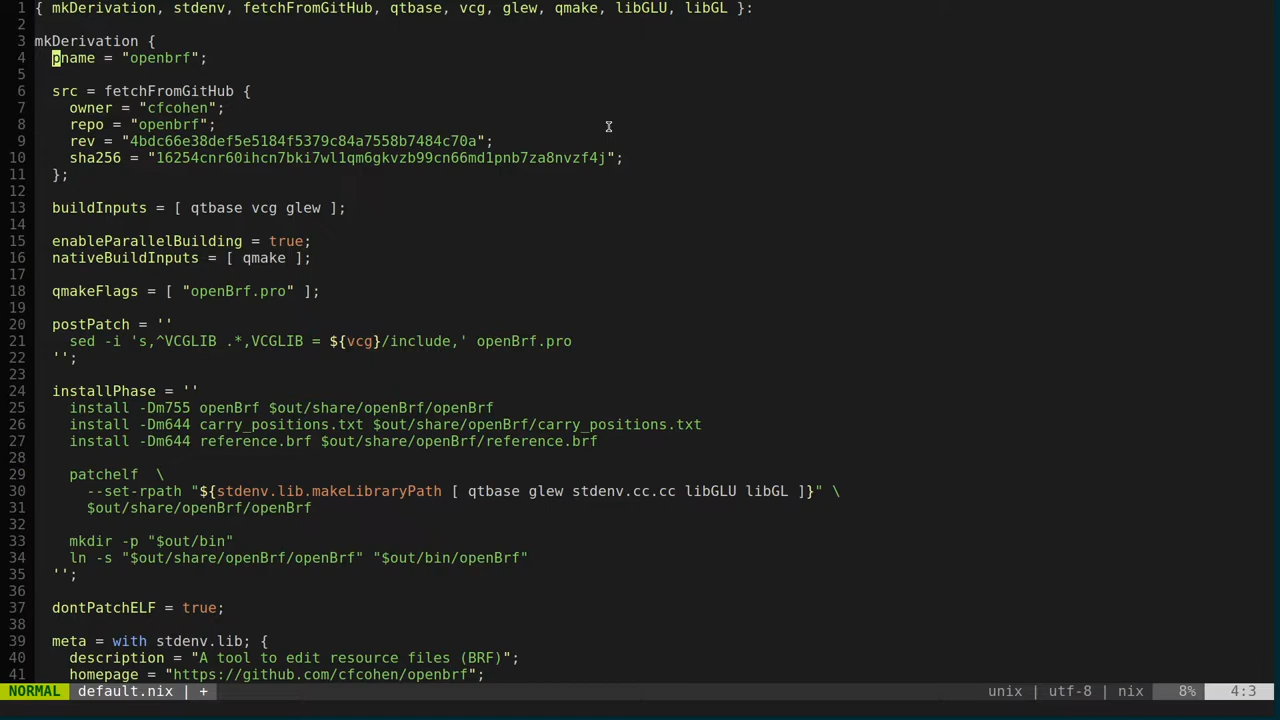 1 { mkDerivation, stdenv, fetchFromGitHub, qtbase, vcg, glew, qmake, libGLU, libGL }:
2
3 mkDerivation {
4   pname = "openbrf";
5
6   src = fetchFromGitHub {
7     owner = "cfcohen";
8     repo = "openbrf";
9     rev = "4bdc66e38def5e5184f5379c84a7558b7484c70a";
10     sha256 = "16254cnr60ihcn7bki7wl1qm6gkvzb99cn66md1pnb7za8nvzf4j";
11   };
12
13   buildInputs = [ qtbase vcg glew ];
14
15   enableParallelBuilding = true;
16   nativeBuildInputs = [ qmake ];
17
18   qmakeFlags = [ "openBrf.pro" ];
19
20   postPatch = ''
21     sed -i 's,^VCGLIB .*,VCGLIB = ${vcg}/include,' openBrf.pro
22   '';
23
24   installPhase = ''
25     install -Dm755 openBrf $out/share/openBrf/openBrf
26     install -Dm644 carry_positions.txt $out/share/openBrf/carry_positions.txt
27     install -Dm644 reference.brf $out/share/openBrf/reference.brf
28
29     patchelf  \
30       --set-rpath "${stdenv.lib.makeLibraryPath [ qtbase glew stdenv.cc.cc libGLU libGL ]}" \
31       $out/share/openBrf/openBrf
32
33     mkdir -p "$out/bin"
34     ln -s "$out/share/openBrf/openBrf" "$out/bin/openBrf"
35   '';
36
37   dontPatchELF = true;
38
39   meta = with stdenv.lib; {
40     description = "A tool to edit resource files (BRF)";
41     homepage = "https://github.com/cfcohen/openbrf";
NORMAL default.nix | + unix | utf-8 | nix 8% 4:3